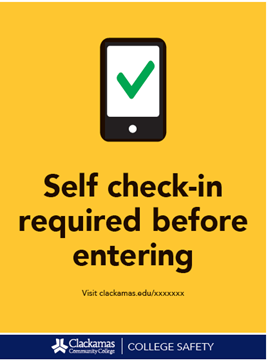 Self check-in
required before
entering
Visit clackamas.edu/xxxxxxx
Clackamas
Community College
COLLEGE SAFETY